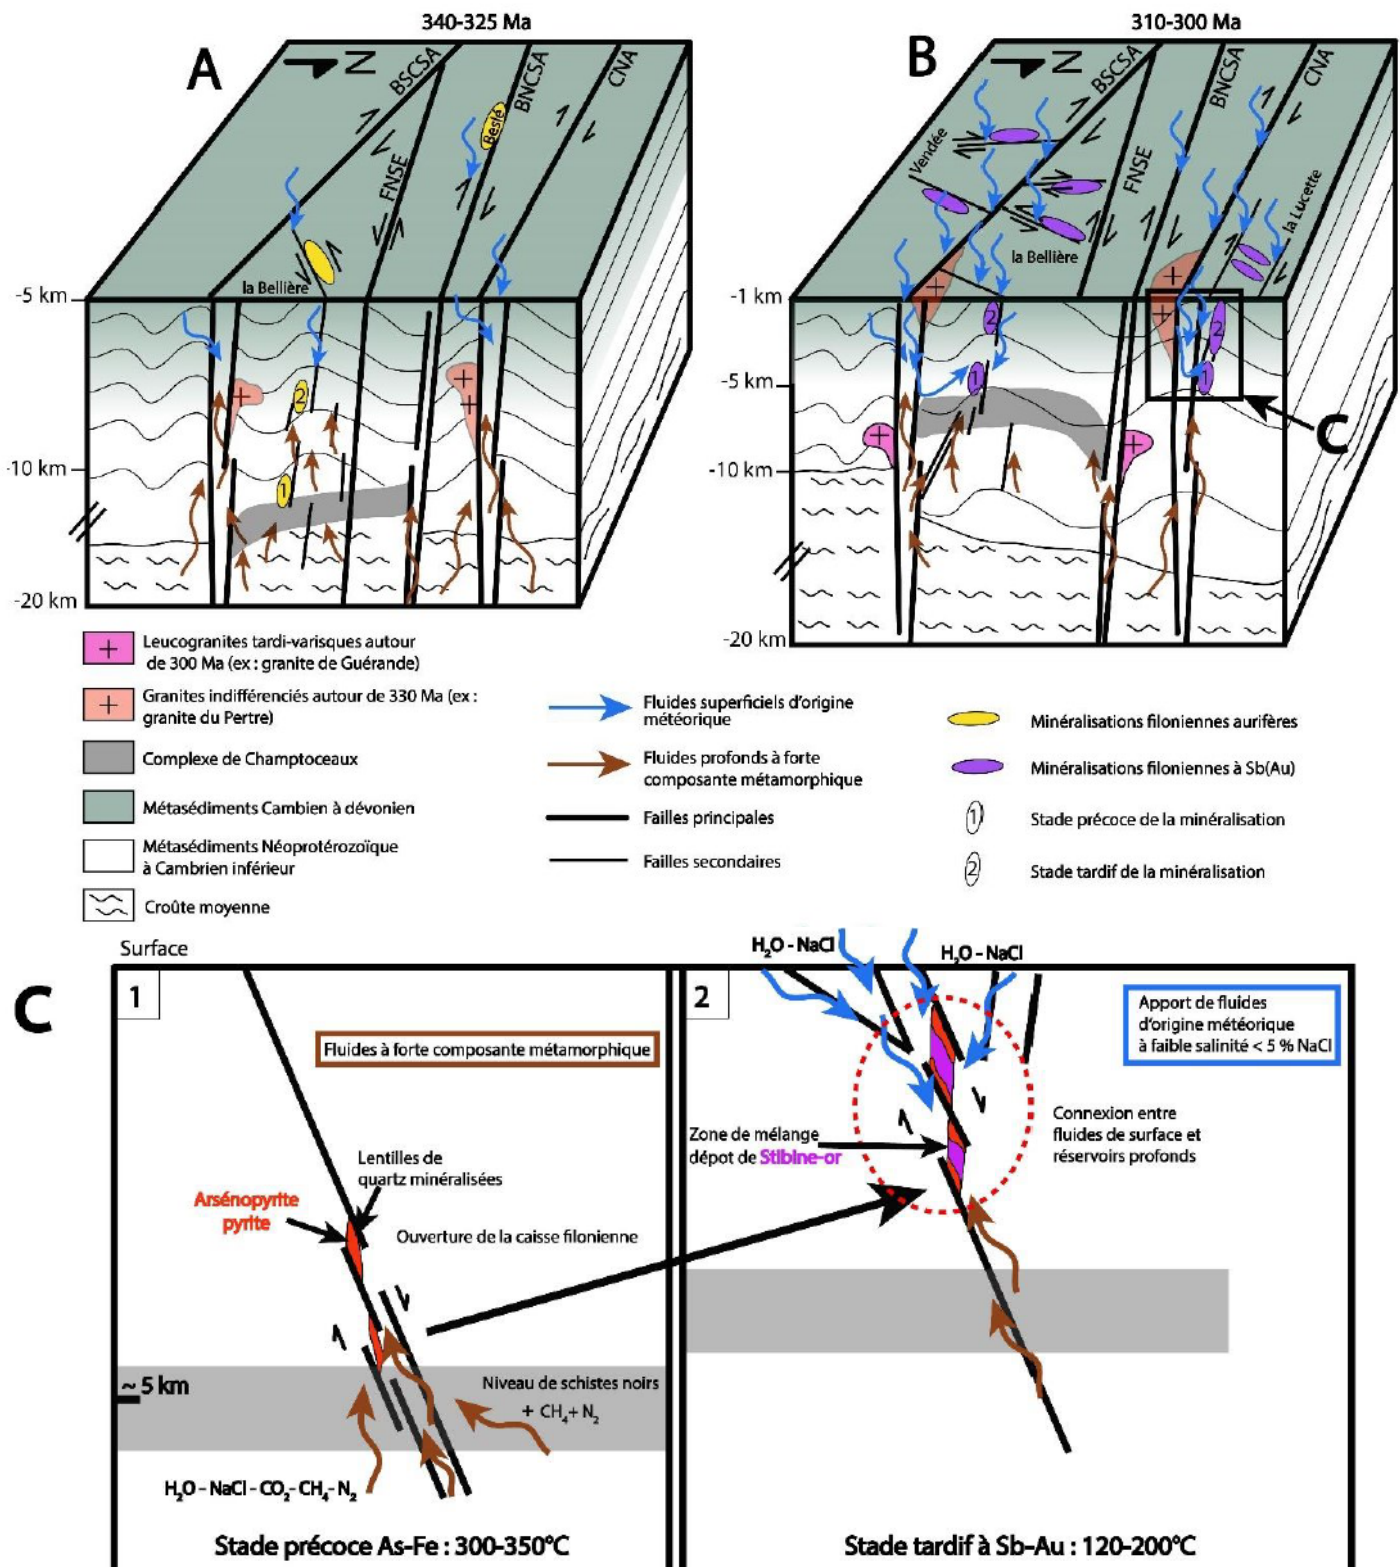 340-325 Ma
310-300 Ma
A
N
BSCSA
BNCSA
CNA
Beslé
FNSE
la Bellière
-5 km
-10 km
-20 km
2
1
B
N
BSCSA
BNCSA
CNA
Vendée
FNSE
la Lucette
la Bellière
-1 km
-5 km
-10 km
-20 km
2
1
2
1
C
Leucogranites tardi-varisques autour
de 300 Ma (ex : granite de Guérande)
Granites indifférenciés autour de 330 Ma (ex :
granite du Pertre)
Complexe de Champtoceaux
Métasédiments Cambien à dévonien
Métasédiments Néoprotérozoïque
à Cambrien inférieur
Croûte moyenne
Fluides superficiels d'origine
météorique
Fluides profonds à forte
composante métamorphique
Failles principales
Failles secondaires
Minéralisations filoniennes aurifères
Minéralisations filoniennes à Sb(Au)
1
Stade précoce de la minéralisation
2
Stade tardif de la minéralisation
Surface
C
1
Fluides à forte composante métamorphique
Lentilles de
quartz minéralisées
Arsénopyrite
pyrite
Ouverture de la caisse filonienne
~ 5 km
Niveau de schistes noirs
+ CH₄+ N₂
H₂O - NaCl - CO₂- CH₄- N₂
Stade précoce As-Fe : 300-350°C
2
H₂O - NaCl
H₂O - NaCl
Apport de fluides
d'origine météorique
à faible salinité < 5 % NaCl
Zone de mélange
dépot de Stibine-or
Connexion entre
fluides de surface et
réservoirs profonds
Stade tardif à Sb-Au : 120-200°C